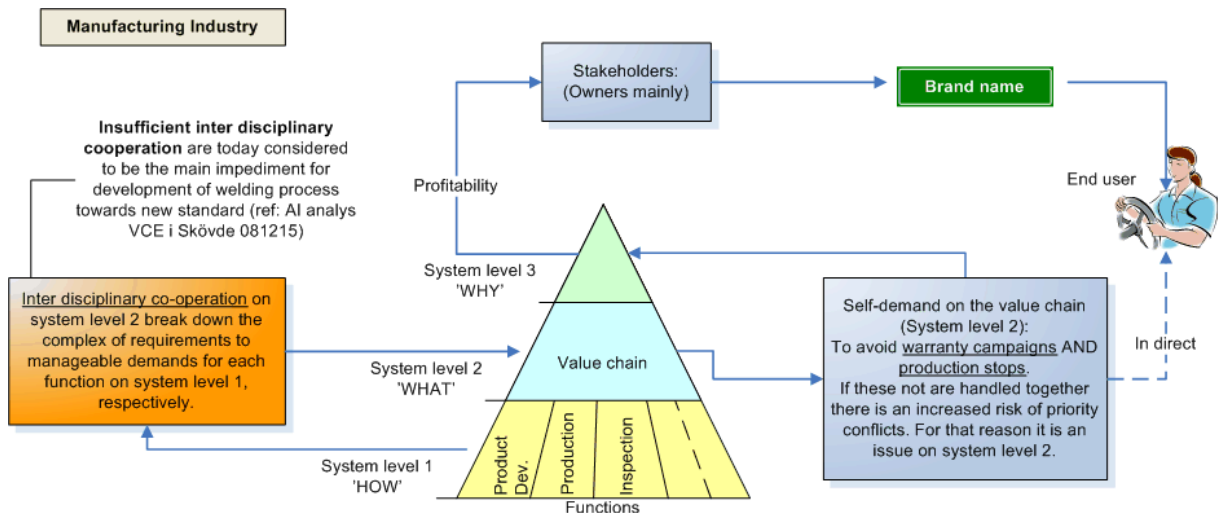 Manufacturing Industry
Stakeholders:
(Owners mainly)
Brand name
Insufficient inter disciplinary
cooperation are today considered
to be the main impediment for
development of welding process
towards new standard (ref: AI analys
VCE i Skövde 081215)
Profitability
End user
System level 3
'WHY'
Inter disciplinary co-operation on
system level 2 break down the
complex of requirements to
manageable demands for each
function on system level 1,
respectively.
System level 2
'WHAT'
Value chain
Self-demand on the value chain
(System level 2):
To avoid warranty campaigns AND
production stops.
If these not are handled together
there is an increased risk of priority
conflicts. For that reason it is an
issue on system level 2.
In direct
System level 1
'HOW'
Product
Dev.
Production
Inspection
Functions